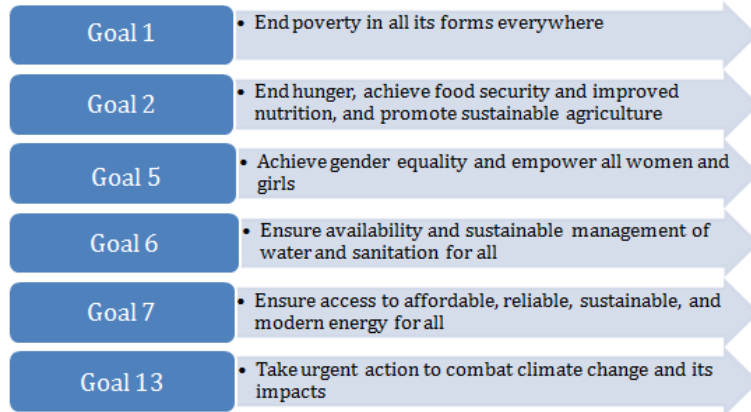 Goal 1
• End poverty in all its forms everywhere
Goal 2
• End hunger, achieve food security and improved
nutrition, and promote sustainable agriculture
Goal 5
• Achieve gender equality and empower all women and
girls
Goal 6
• Ensure availability and sustainable management of
water and sanitation for all
Goal 7
• Ensure access to affordable, reliable, sustainable, and
modern energy for all
Goal 13
• Take urgent action to combat climate change and its
impacts